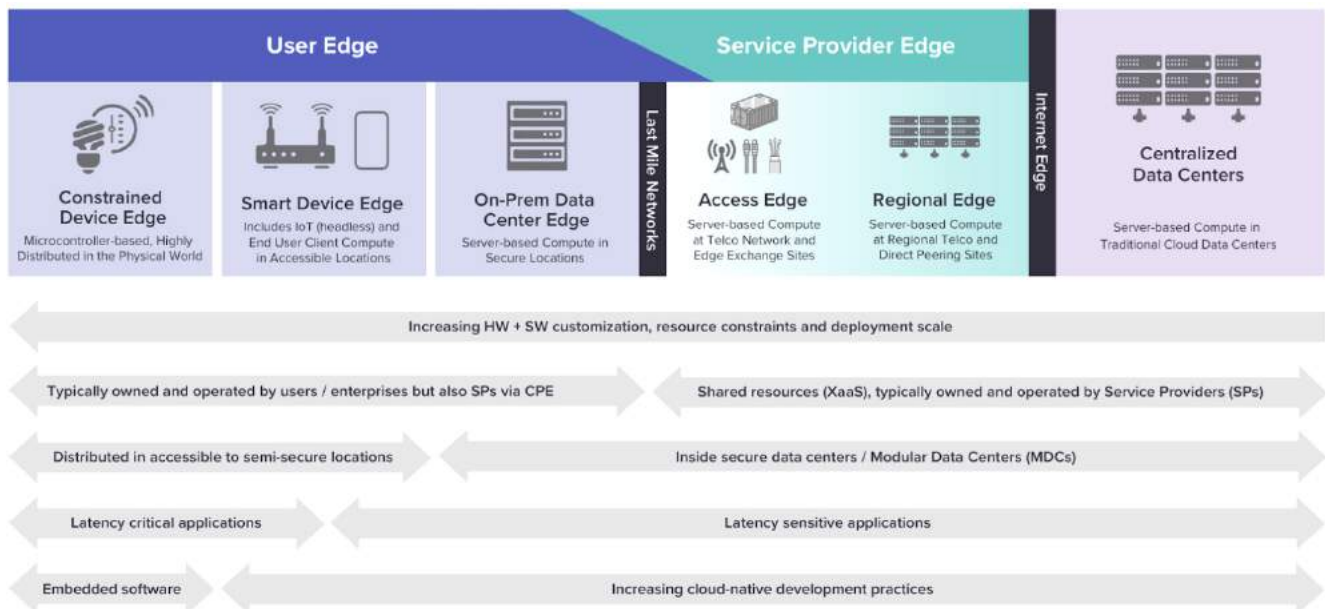 User Edge
Service Provider Edge
Constrained
Device Edge
Microcontroller-based, Highly
Distributed in the Physical World
Smart Device Edge
Includes IoT (headless) and
End User Client Compute
in Accessible Locations
On-Prem Data
Center Edge
Server-based Compute in
Secure Locations
Last Mile Networks
Access Edge
Server-based Compute
at Telco Network and
Edge Exchange Sites
Regional Edge
Server-based Compute
at Regional Telco and
Direct Peering Sites
Internet Edge
Centralized
Data Centers
Server-based Compute in
Traditional Cloud Data Centers
Increasing HW + SW customization, resource constraints and deployment scale
Typically owned and operated by users / enterprises but also SPs via CPE
Shared resources (XaaS), typically owned and operated by Service Providers (SPs)
Distributed in accessible to semi-secure locations
Inside secure data centers / Modular Data Centers (MDCs)
Latency critical applications
Latency sensitive applications
Embedded software
Increasing cloud-native development practices